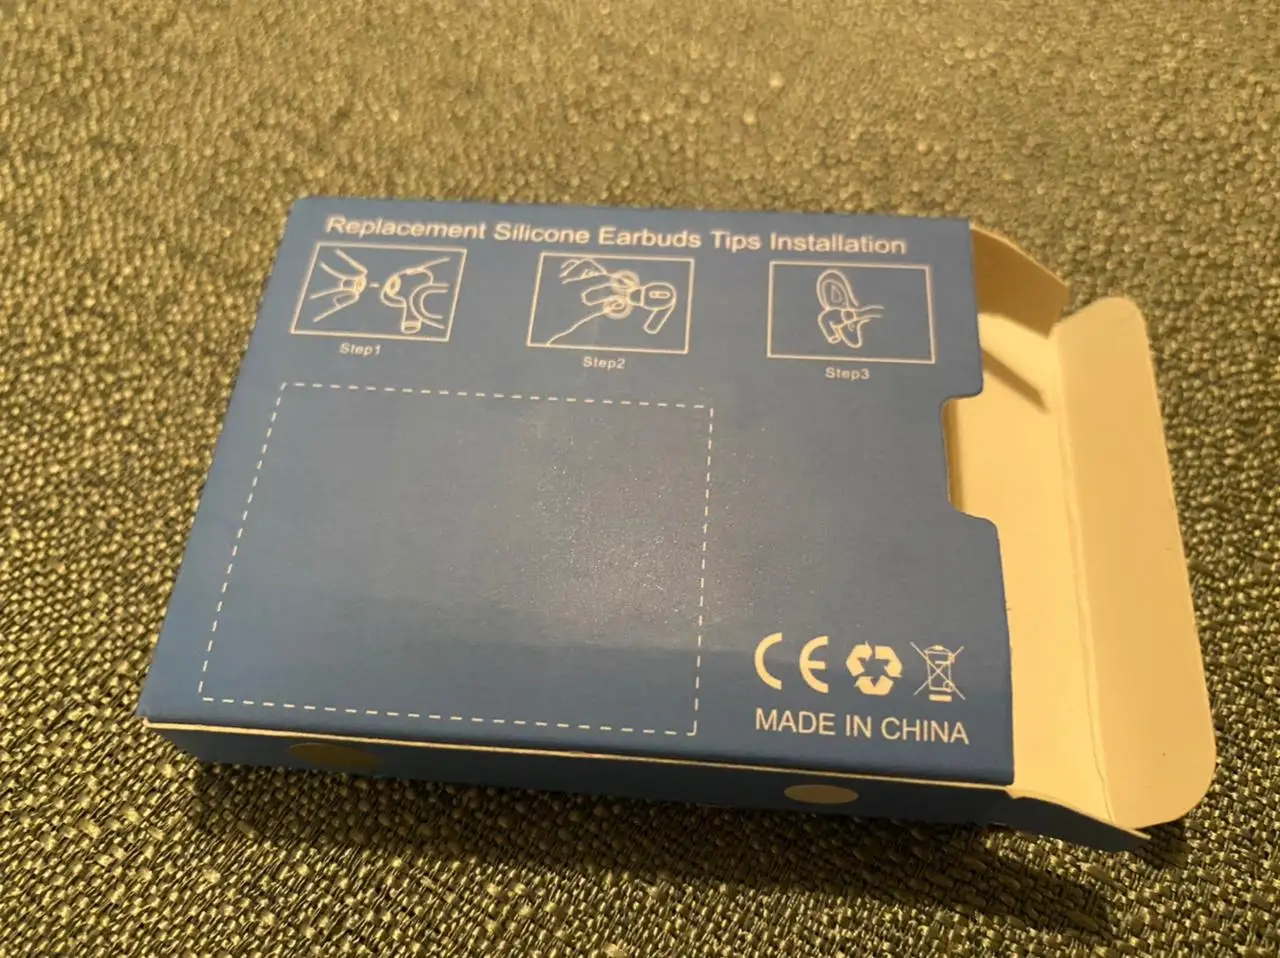 Replacement Silicone Earbuds Tips Installation
Step1
Step2
Step3
CE
MADE IN CHINA